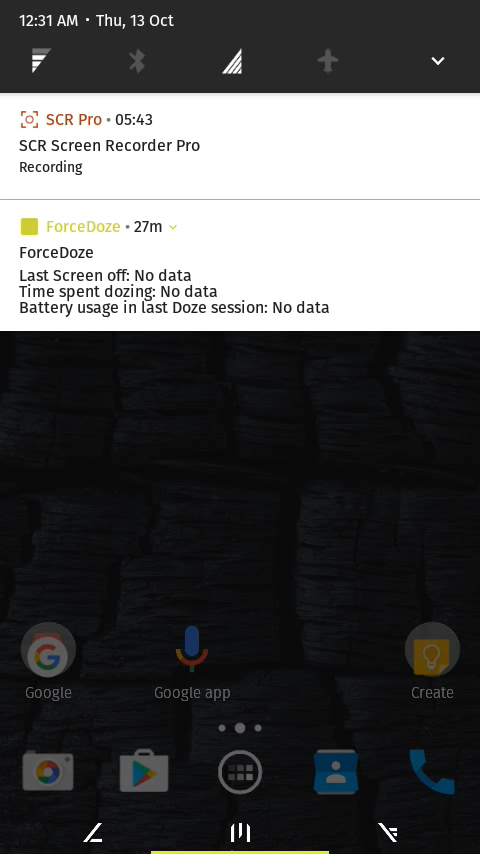 12:31 AM • Thu, 13 Oct
SCR Pro • 05:43
SCR Screen Recorder Pro
Recording
ForceDoze • 27m
ForceDoze
Last Screen off: No data
Time spent dozing: No data
Battery usage in last Doze session: No data
Google
Google app
Create